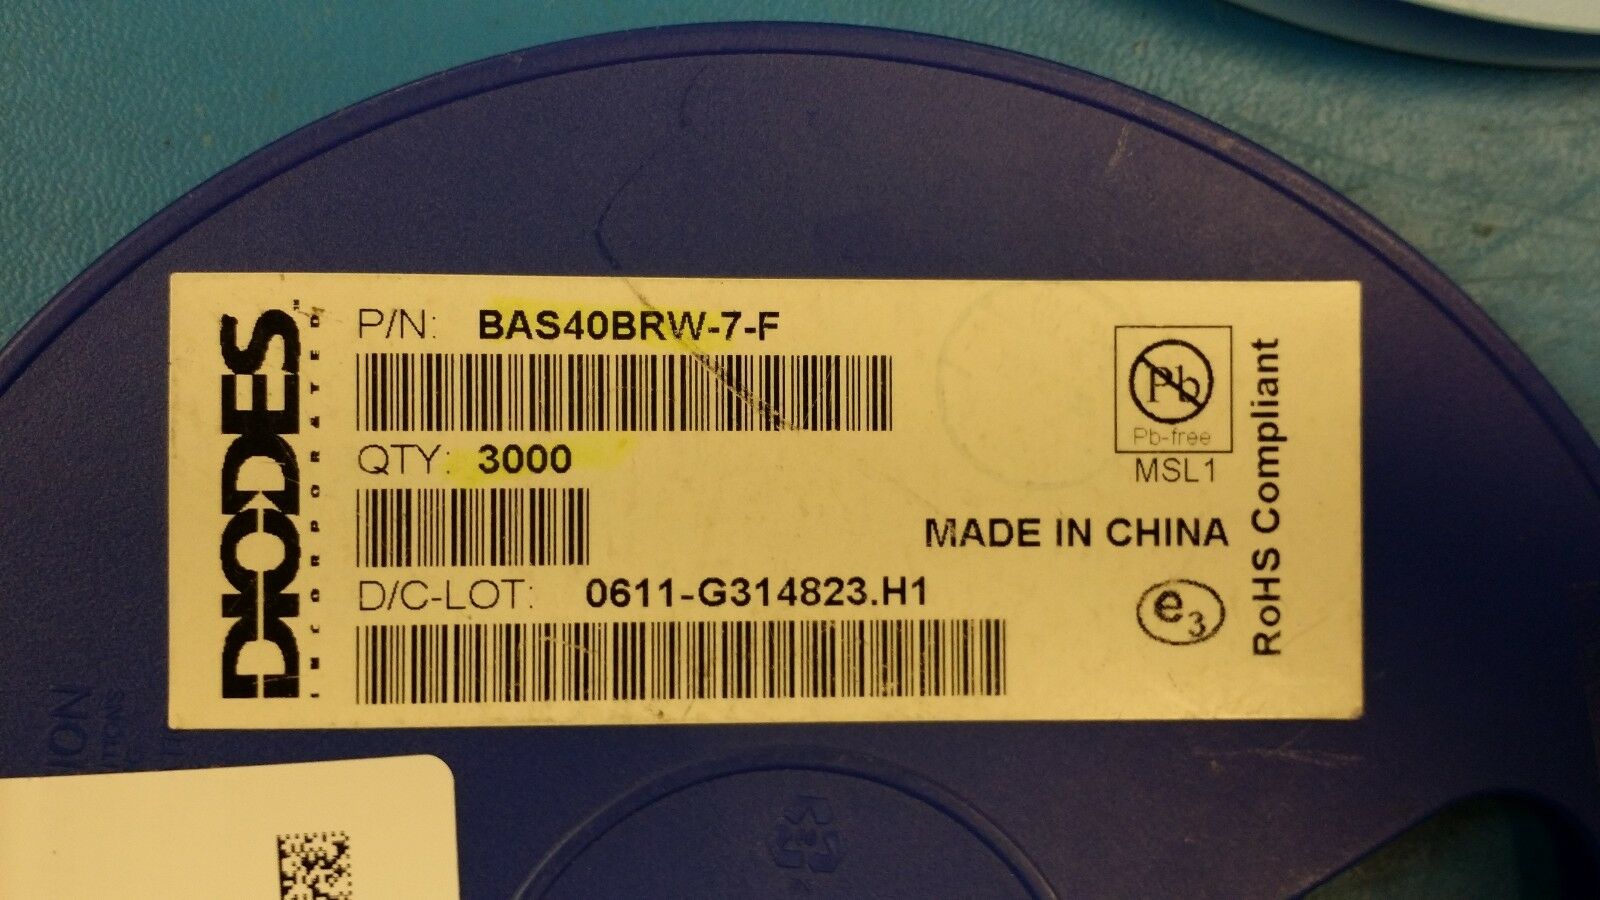 DIODES™
INCORPORATED
P/N: BAS40BRW-7-F
QTY: 3000
D/C-LOT: 0611-G314823.H1
Pb
Pb-free
MSL1
MADE IN CHINA
e3
RoHS Compliant